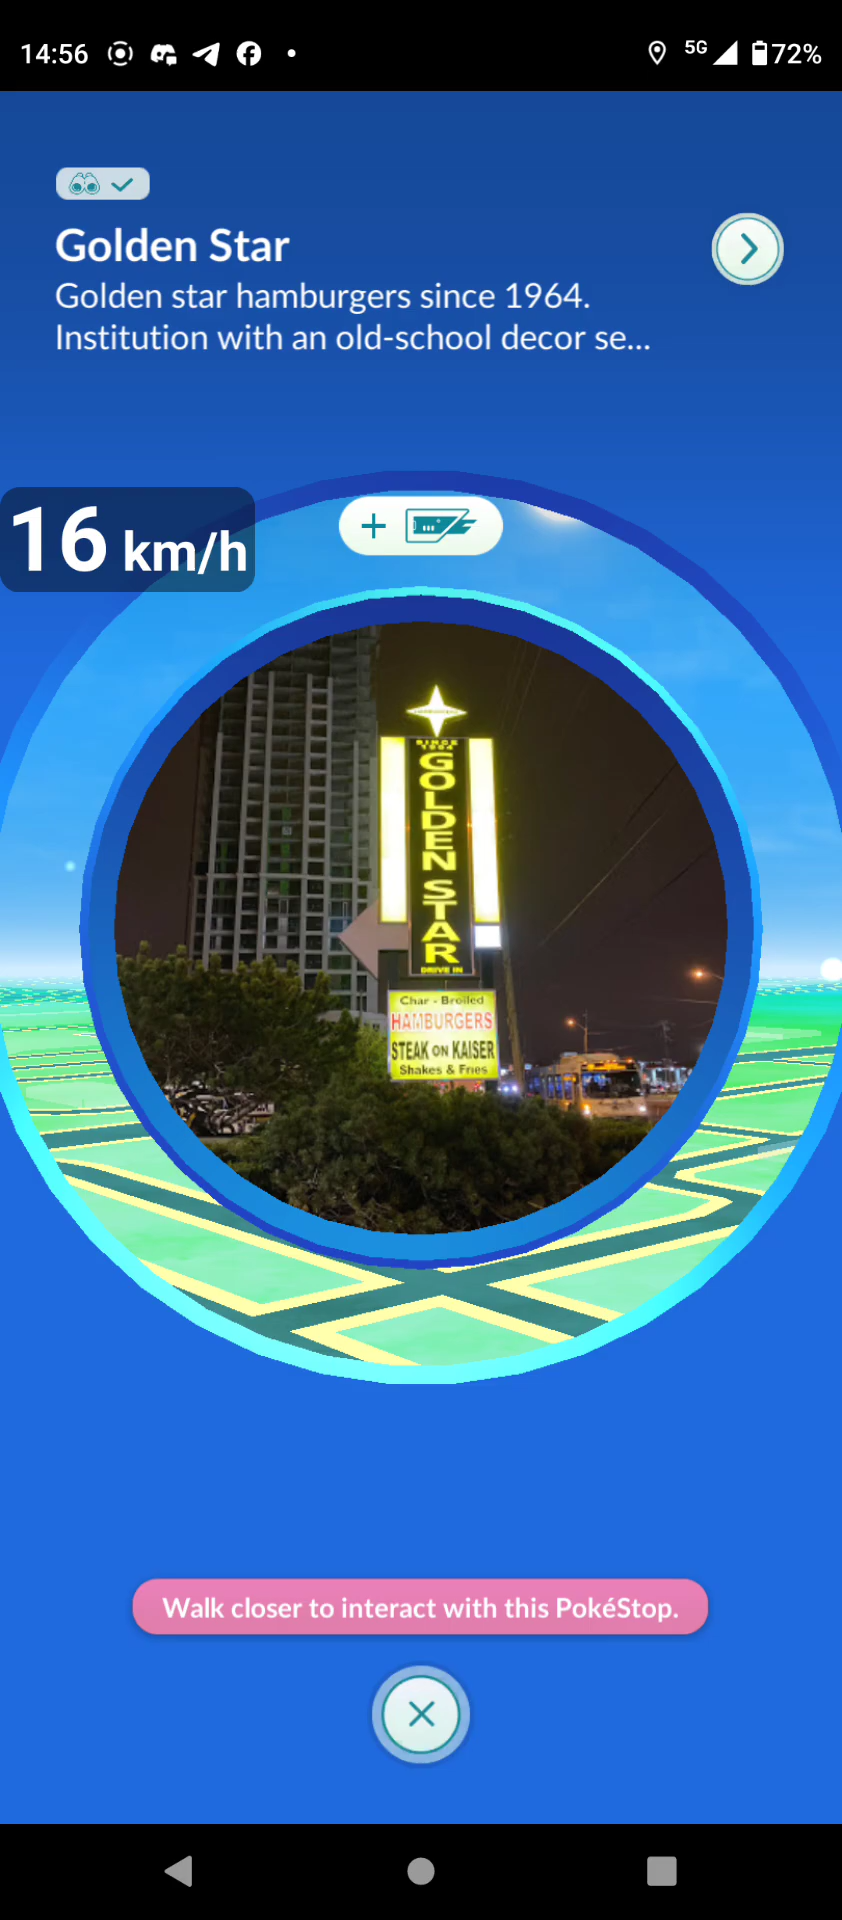 14:56
5G
72%
Golden Star
Golden star hamburgers since 1964.
Institution with an old-school decor se...
16 km/h
SINCE
1964
GOLDEN STAR
DRIVE IN
Char - Broiled
HAMBURGERS
STEAK ON KAISER
Shakes & Fries
Walk closer to interact with this PokéStop.